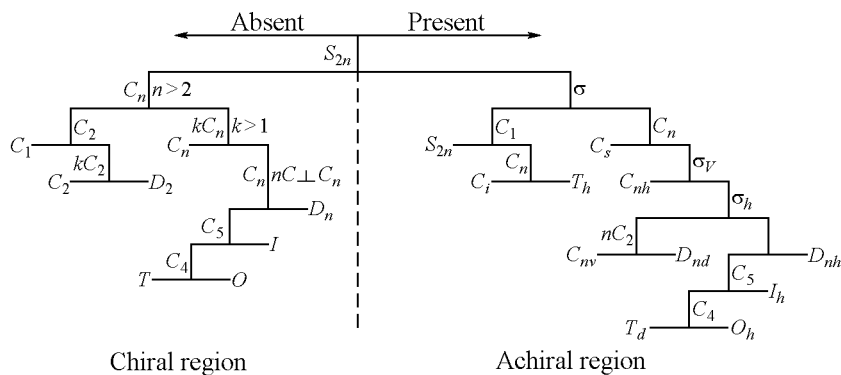 Absent Present
S₂ₙ
Cₙ n > 2 σ
C₂ kCₙ k > 1 C₁ Cₙ
C₁ Cₙ S₂ₙ Cₛ
kC₂ Cₙ nC ⊥ Cₙ Cₙ σ_V
C₂ D₂ Cᵢ Tₕ Cₙₕ
Dₙ σₕ
C₅ nC₂
I Cₙᵥ Dₙd Dₙₕ
C₄ C₅
T O Iₕ
C₄
T_d Oₕ
Chiral region Achiral region